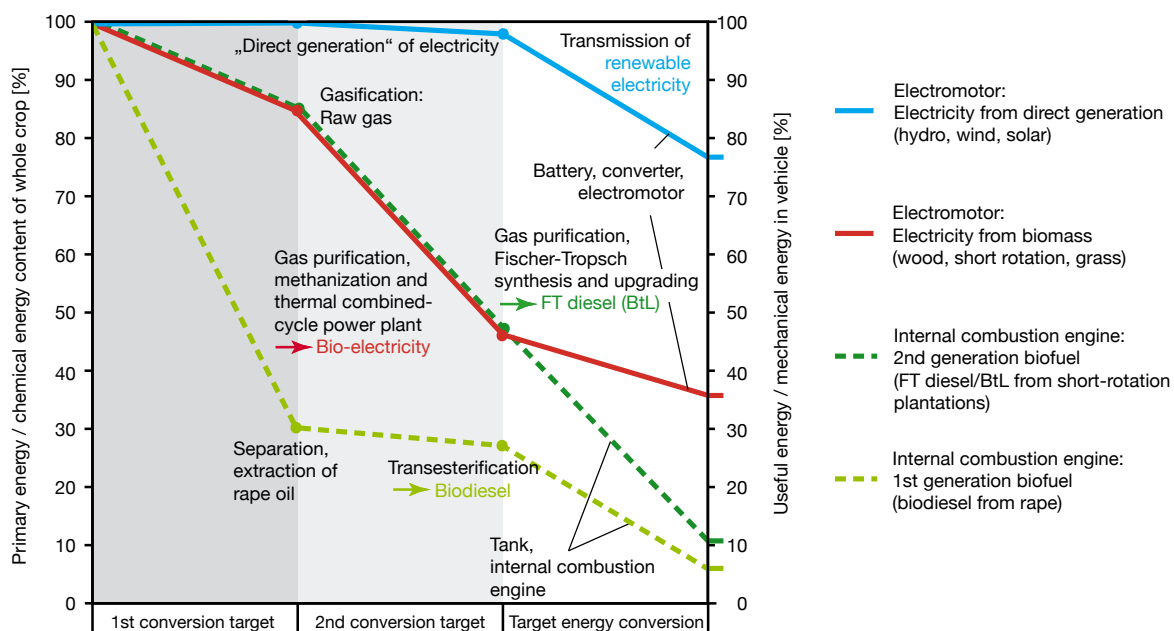 Primary energy / chemical energy content of whole crop [%]
100
90
80
70
60
50
40
30
20
10
0
„Direct generation“ of electricity
Gasification:
Raw gas
Transmission of
renewable
electricity
Battery, converter,
electromotor
Gas purification,
methanization and
thermal combined-
cycle power plant
Bio-electricity
Gas purification,
Fischer-Tropsch
synthesis and upgrading
FT diesel (BtL)
Separation,
extraction of
rape oil
Transesterification
Biodiesel
Tank,
internal combustion
engine
1st conversion target
2nd conversion target
Target energy conversion
100
90
80
70
60
50
40
30
20
10
0
Useful energy / mechanical energy in vehicle [%]
Electromotor:
Electricity from direct generation
(hydro, wind, solar)
Electromotor:
Electricity from biomass
(wood, short rotation, grass)
Internal combustion engine:
2nd generation biofuel
(FT diesel/BtL from short-rotation
plantations)
Internal combustion engine:
1st generation biofuel
(biodiesel from rape)